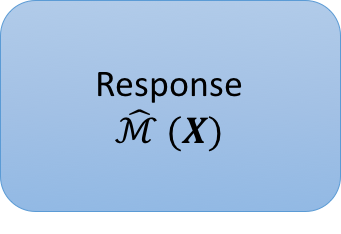 Response
ℳ̂ (𝑿)